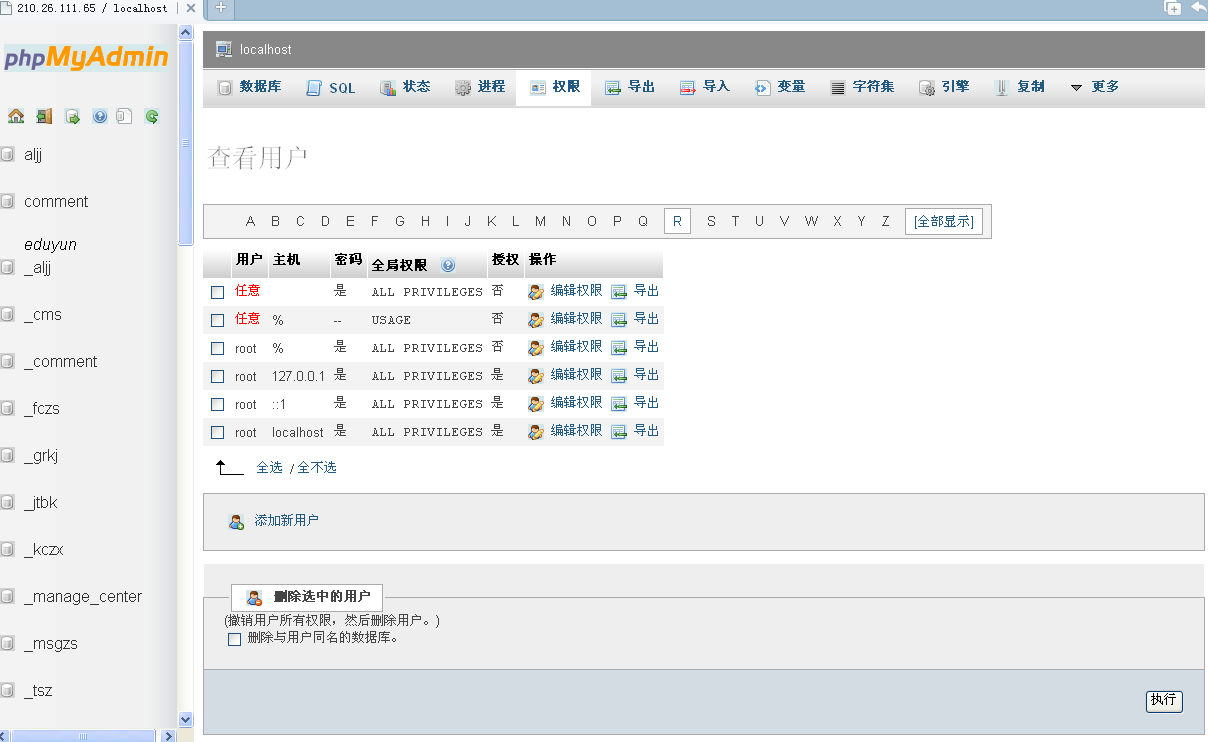 210.26.111.65 / localhost
phpMyAdmin
aljj
comment
eduyun
_aljj
_cms
_comment
_fczs
_grkj
_jtbk
_kczx
_manage_center
_msgzs
_tsz
localhost
数据库 SQL 状态 进程 权限 导出 导入 变量 字符集 引擎 复制 更多
查看用户
A B C D E F G H I J K L M N O P Q R S T U V W X Y Z [全部显示]
用户 主机 密码 全局权限 授权 操作
任意 是 ALL PRIVILEGES 否 编辑权限 导出
任意 % -- USAGE 否 编辑权限 导出
root % 是 ALL PRIVILEGES 否 编辑权限 导出
root 127.0.0.1 是 ALL PRIVILEGES 是 编辑权限 导出
root ::1 是 ALL PRIVILEGES 是 编辑权限 导出
root localhost 是 ALL PRIVILEGES 是 编辑权限 导出
全选 / 全不选
添加新用户
删除选中的用户
(撤销用户所有权限，然后删除用户。)
删除与用户同名的数据库。
执行